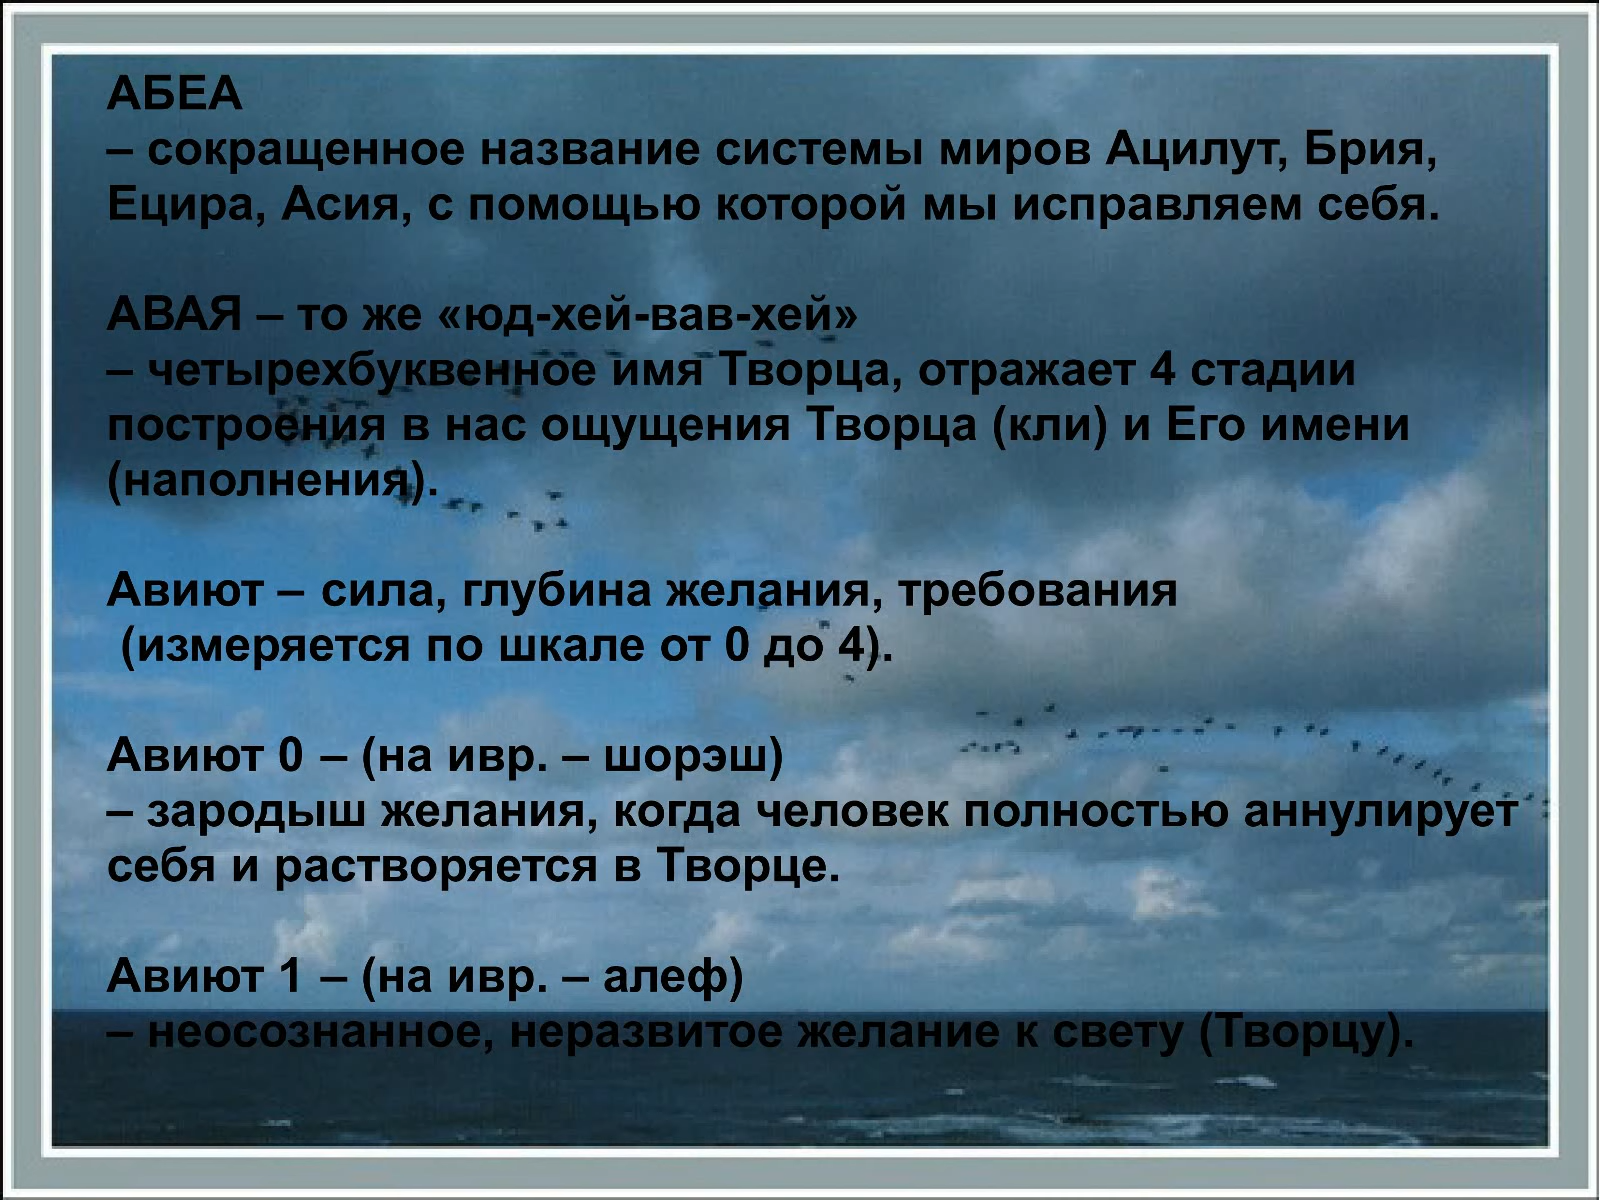 АБЕА
– сокращенное название системы миров Ацилут, Брия,
Ецира, Асия, с помощью которой мы исправляем себя.
АВАЯ – то же «юд-хей-вав-хей»
– четырехбуквенное имя Творца, отражает 4 стадии
построения в нас ощущения Творца (кли) и Его имени
(наполнения).
Авиют – сила, глубина желания, требования
(измеряется по шкале от 0 до 4).
Авиют 0 – (на ивр. – шорэш)
– зародыш желания, когда человек полностью аннулирует
себя и растворяется в Творце.
Авиют 1 – (на ивр. – алеф)
– неосознанное, неразвитое желание к свету (Творцу).